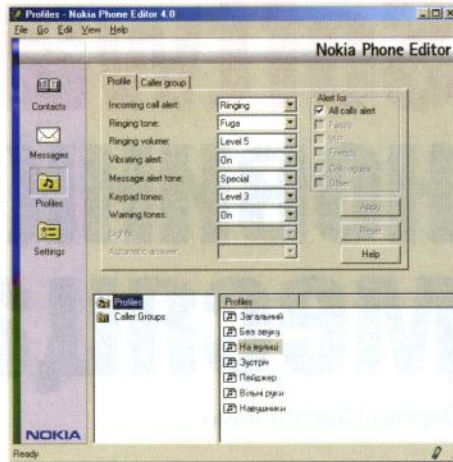 Profiles - Nokia Phone Editor 4.0
File Go Edit View Help
Nokia Phone Editor
Contacts
Messages
Profiles
Settings
Profile Caller group
Incoming call alert: Ringing
Ringing tone: Fuga
Ringing volume: Level 5
Vibrating alert: On
Message alert tone: Special
Keypad tones: Level 3
Warning tones: On
Lights:
Automatic answer:
Alert for
All calls alert
Family
VIP
Friends
Colleagues
Other
Apply
Reset
Help
Profiles
Caller Groups
Profiles
Загальний
Без звуку
На вулиці
Зустріч
Пейджер
Вільні руки
Навушники
NOKIA
Ready